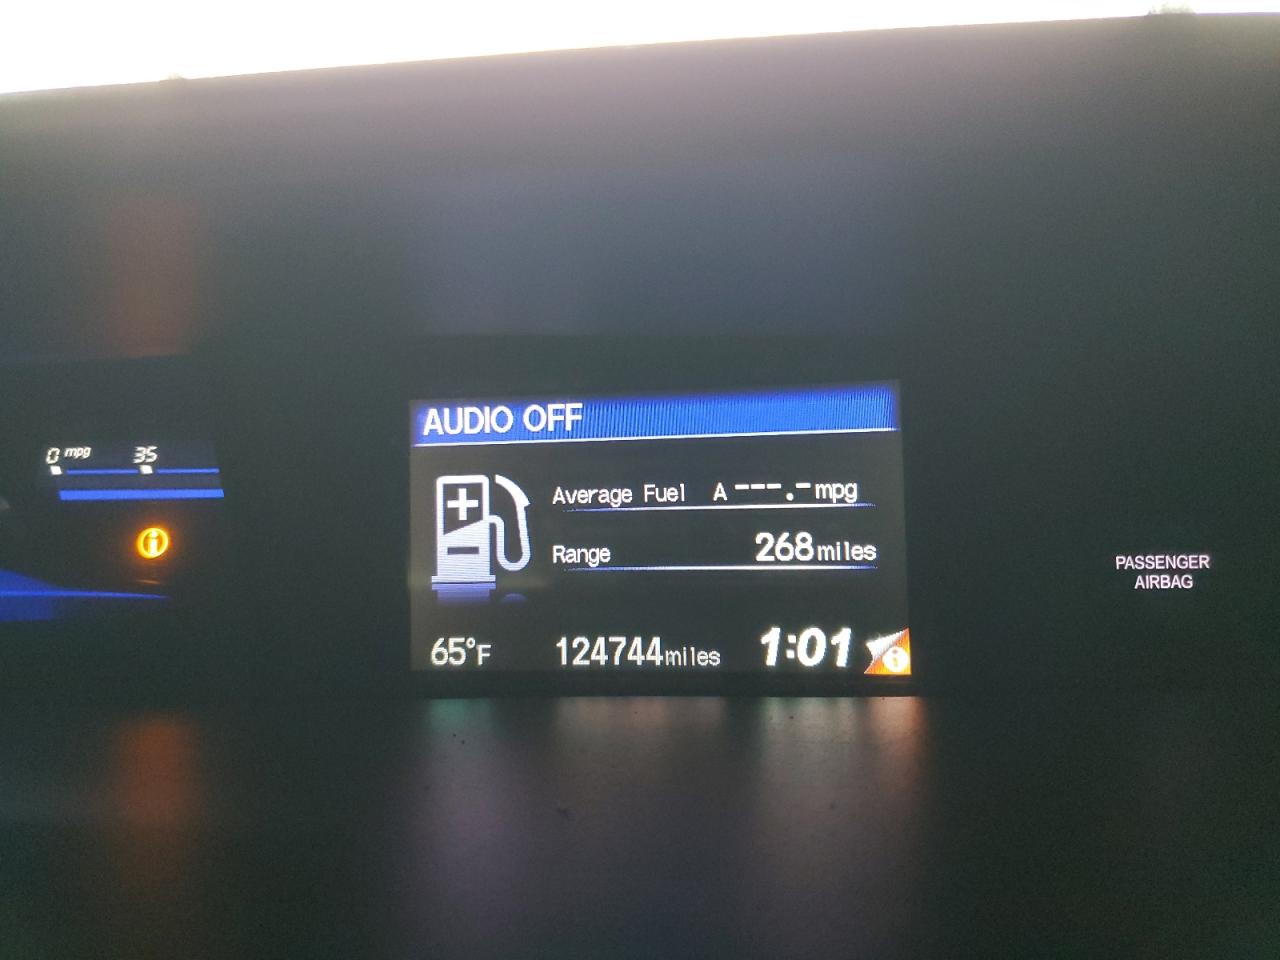 AUDIO OFF
0 mpg 35
Average Fuel A ---.- mpg
Range 268 miles
PASSENGER
AIRBAG
65°F 124744 miles 1:01